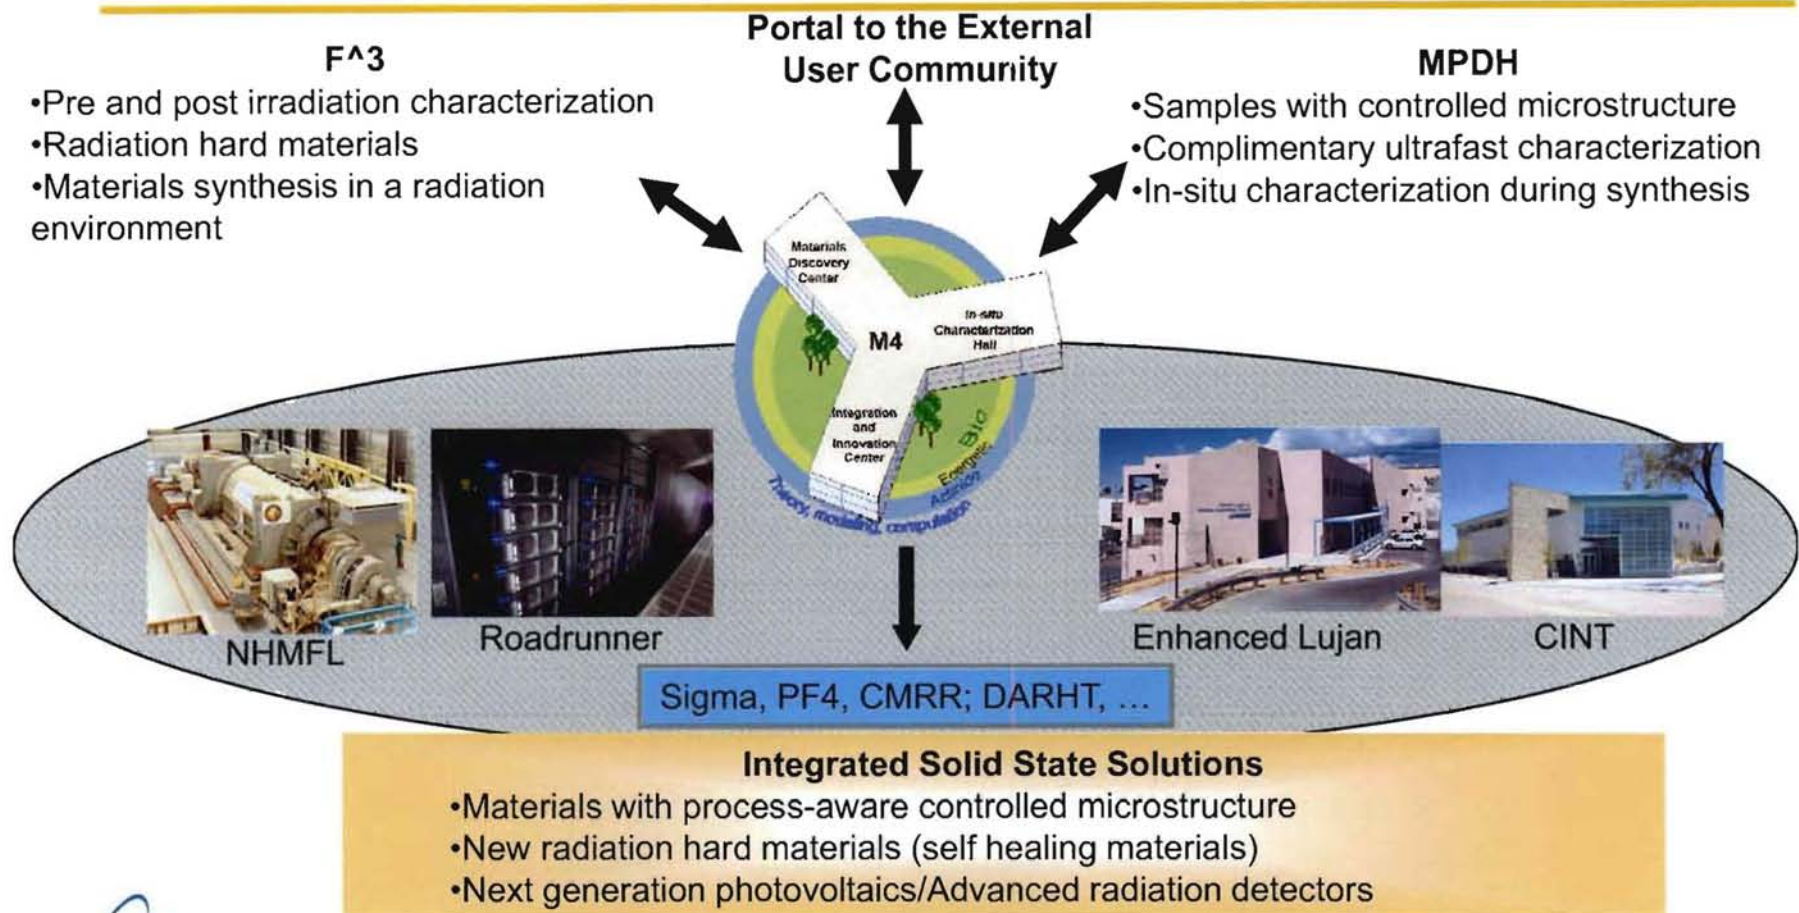 Portal to the External
User Community
F^3
•Pre and post irradiation characterization
•Radiation hard materials
•Materials synthesis in a radiation
environment
MPDH
•Samples with controlled microstructure
•Complimentary ultrafast characterization
•In-situ characterization during synthesis
Materials
Discovery
Center
M4
In-situ
Characterization
Hall
Integration
and
Innovation
Center
Bio
Energetic
Actinide
Theory, modeling, computation
NHMFL
Roadrunner
Enhanced Lujan
CINT
Sigma, PF4, CMRR; DARHT, ...
Integrated Solid State Solutions
•Materials with process-aware controlled microstructure
•New radiation hard materials (self healing materials)
•Next generation photovoltaics/Advanced radiation detectors